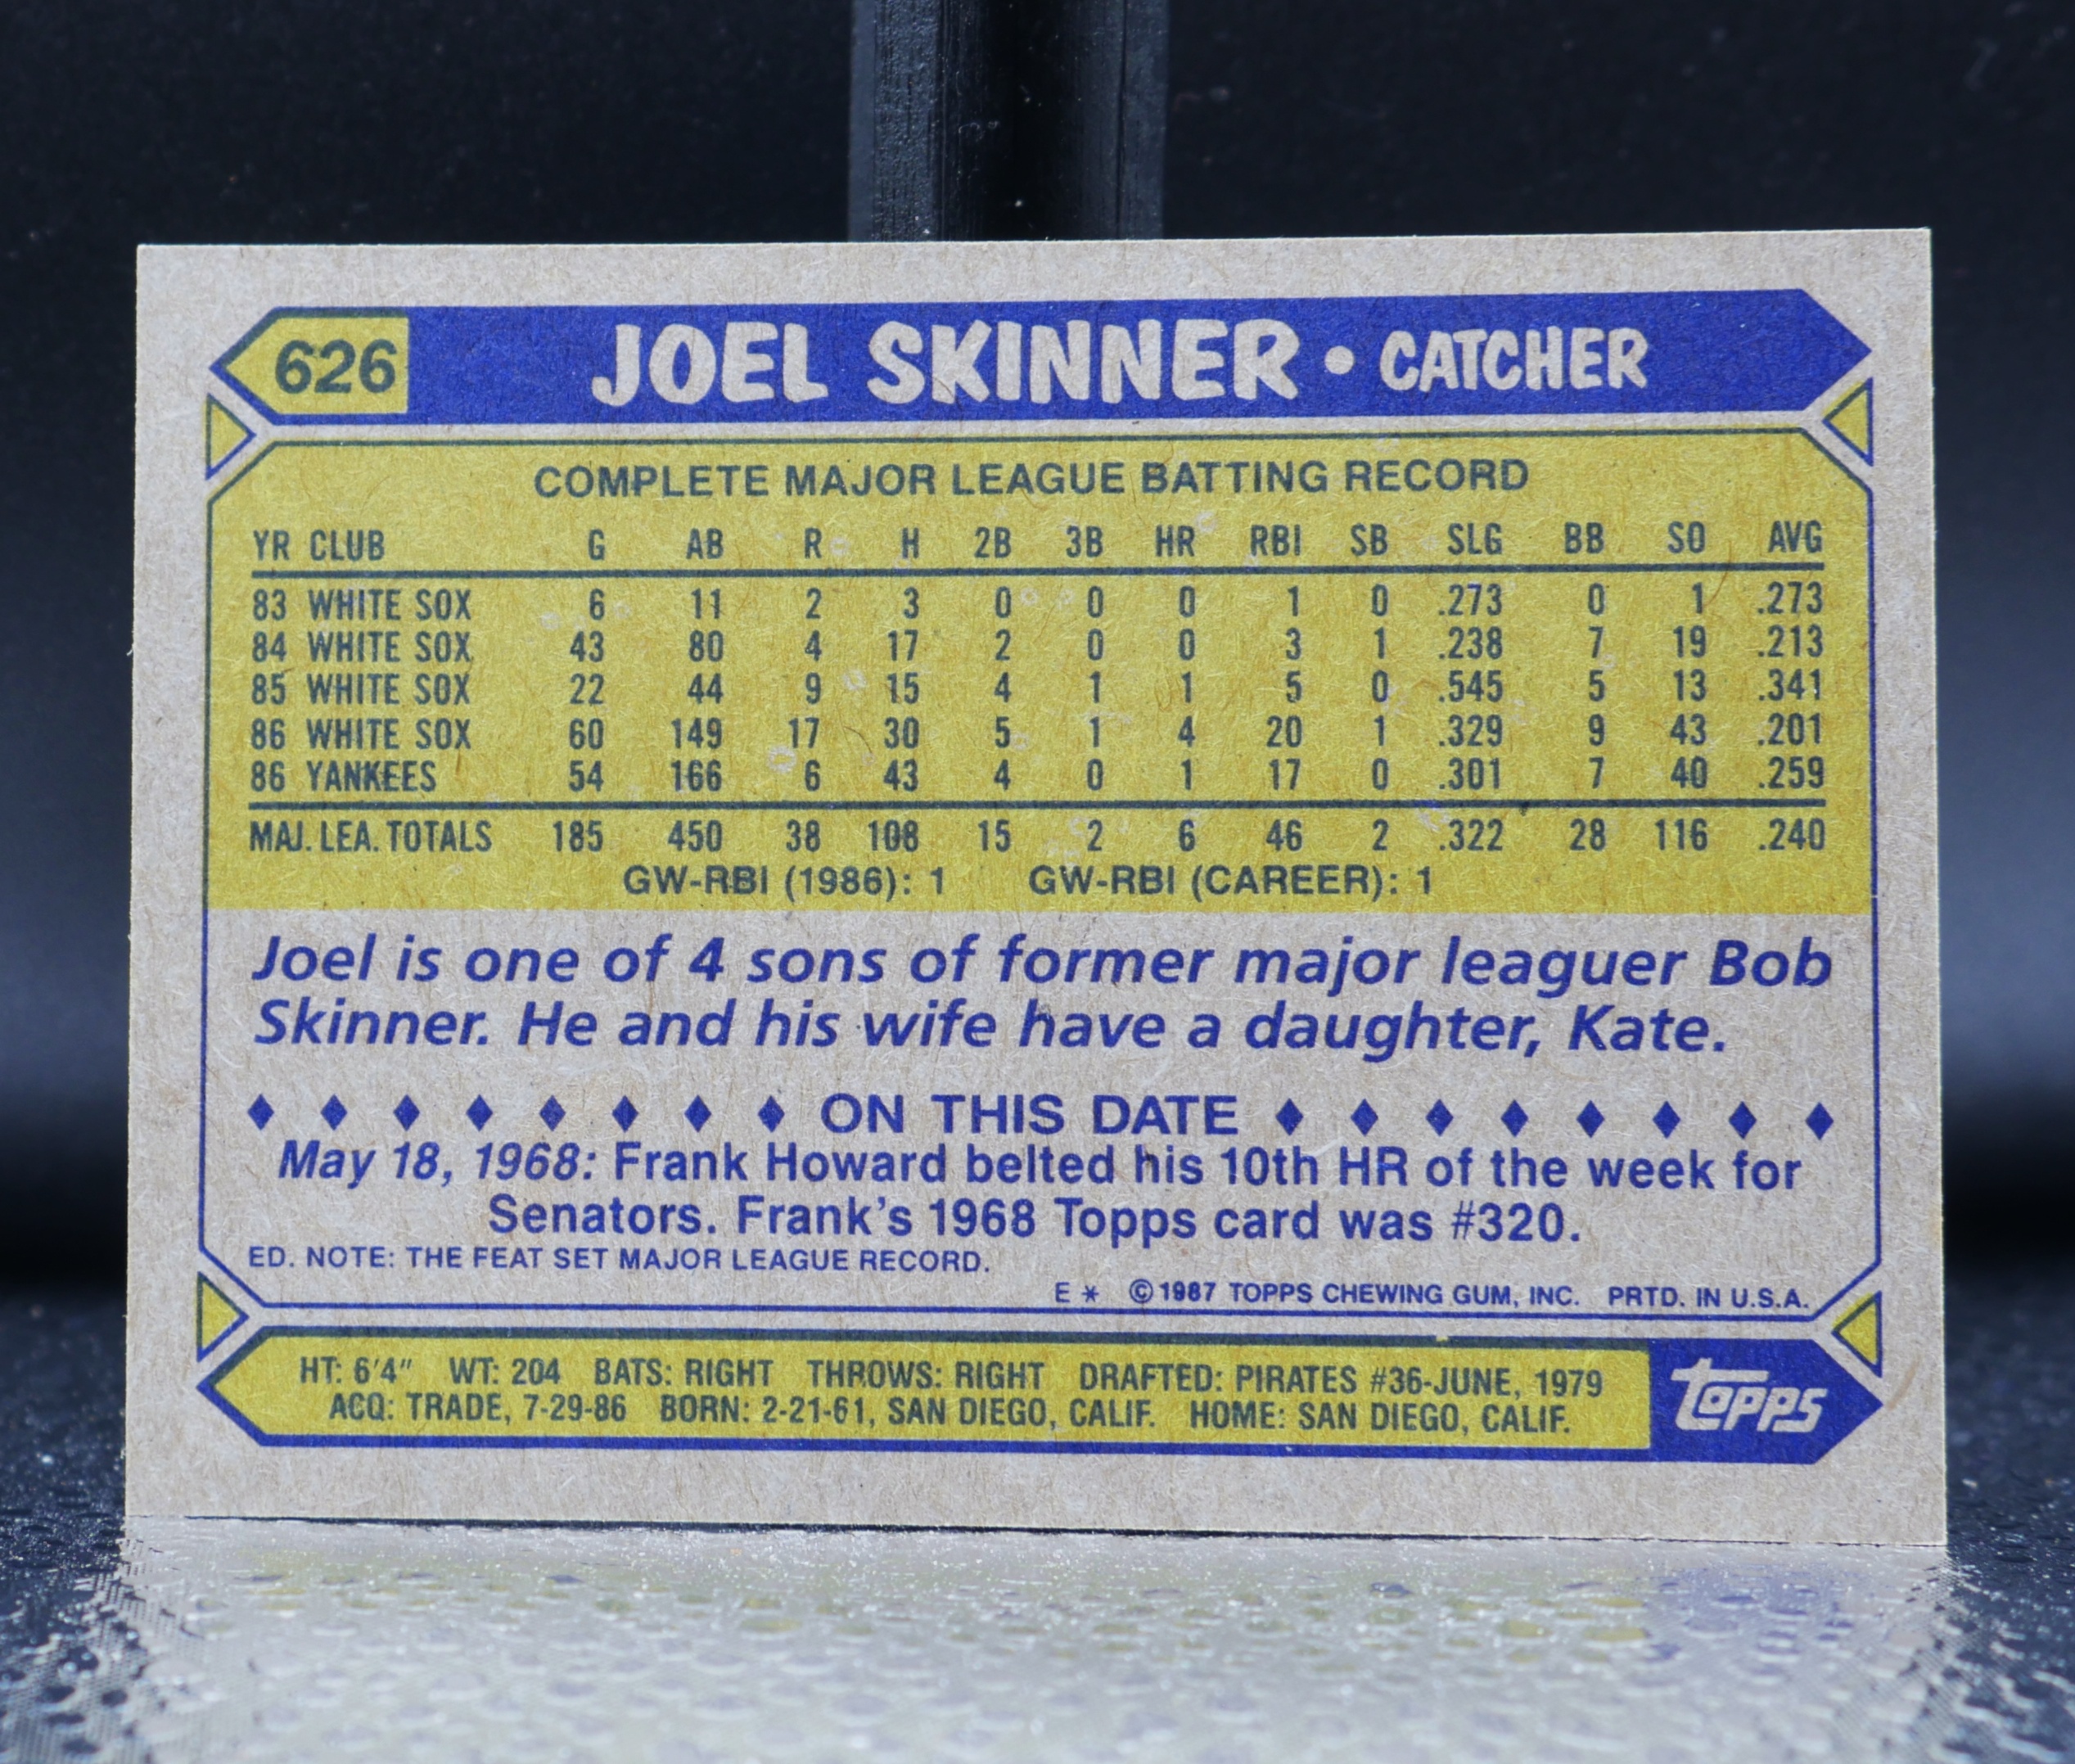 626 JOEL SKINNER • CATCHER
COMPLETE MAJOR LEAGUE BATTING RECORD
YR CLUB G AB R H 2B 3B HR RBI SB SLG BB SO AVG
83 WHITE SOX 6 11 2 3 0 0 0 1 0 .273 0 1 .273
84 WHITE SOX 43 80 4 17 2 0 0 3 1 .238 7 19 .213
85 WHITE SOX 22 44 9 15 4 1 1 5 0 .545 5 13 .341
86 WHITE SOX 60 149 17 30 5 1 4 20 1 .329 9 43 .201
86 YANKEES 54 166 6 43 4 0 1 17 0 .301 7 40 .259
MAJ. LEA. TOTALS 185 450 38 108 15 2 6 46 2 .322 28 116 .240
GW-RBI (1986): 1 GW-RBI (CAREER): 1
Joel is one of 4 sons of former major leaguer Bob
Skinner. He and his wife have a daughter, Kate.
♦ ♦ ♦ ♦ ♦ ♦ ♦ ♦ ON THIS DATE ♦ ♦ ♦ ♦ ♦ ♦ ♦ ♦
May 18, 1968: Frank Howard belted his 10th HR of the week for
Senators. Frank's 1968 Topps card was #320.
ED. NOTE: THE FEAT SET MAJOR LEAGUE RECORD.
E * ©1987 TOPPS CHEWING GUM, INC. PRTD. IN U.S.A.
HT: 6'4" WT: 204 BATS: RIGHT THROWS: RIGHT DRAFTED: PIRATES #36-JUNE, 1979
ACQ: TRADE, 7-29-86 BORN: 2-21-61, SAN DIEGO, CALIF. HOME: SAN DIEGO, CALIF.
topps